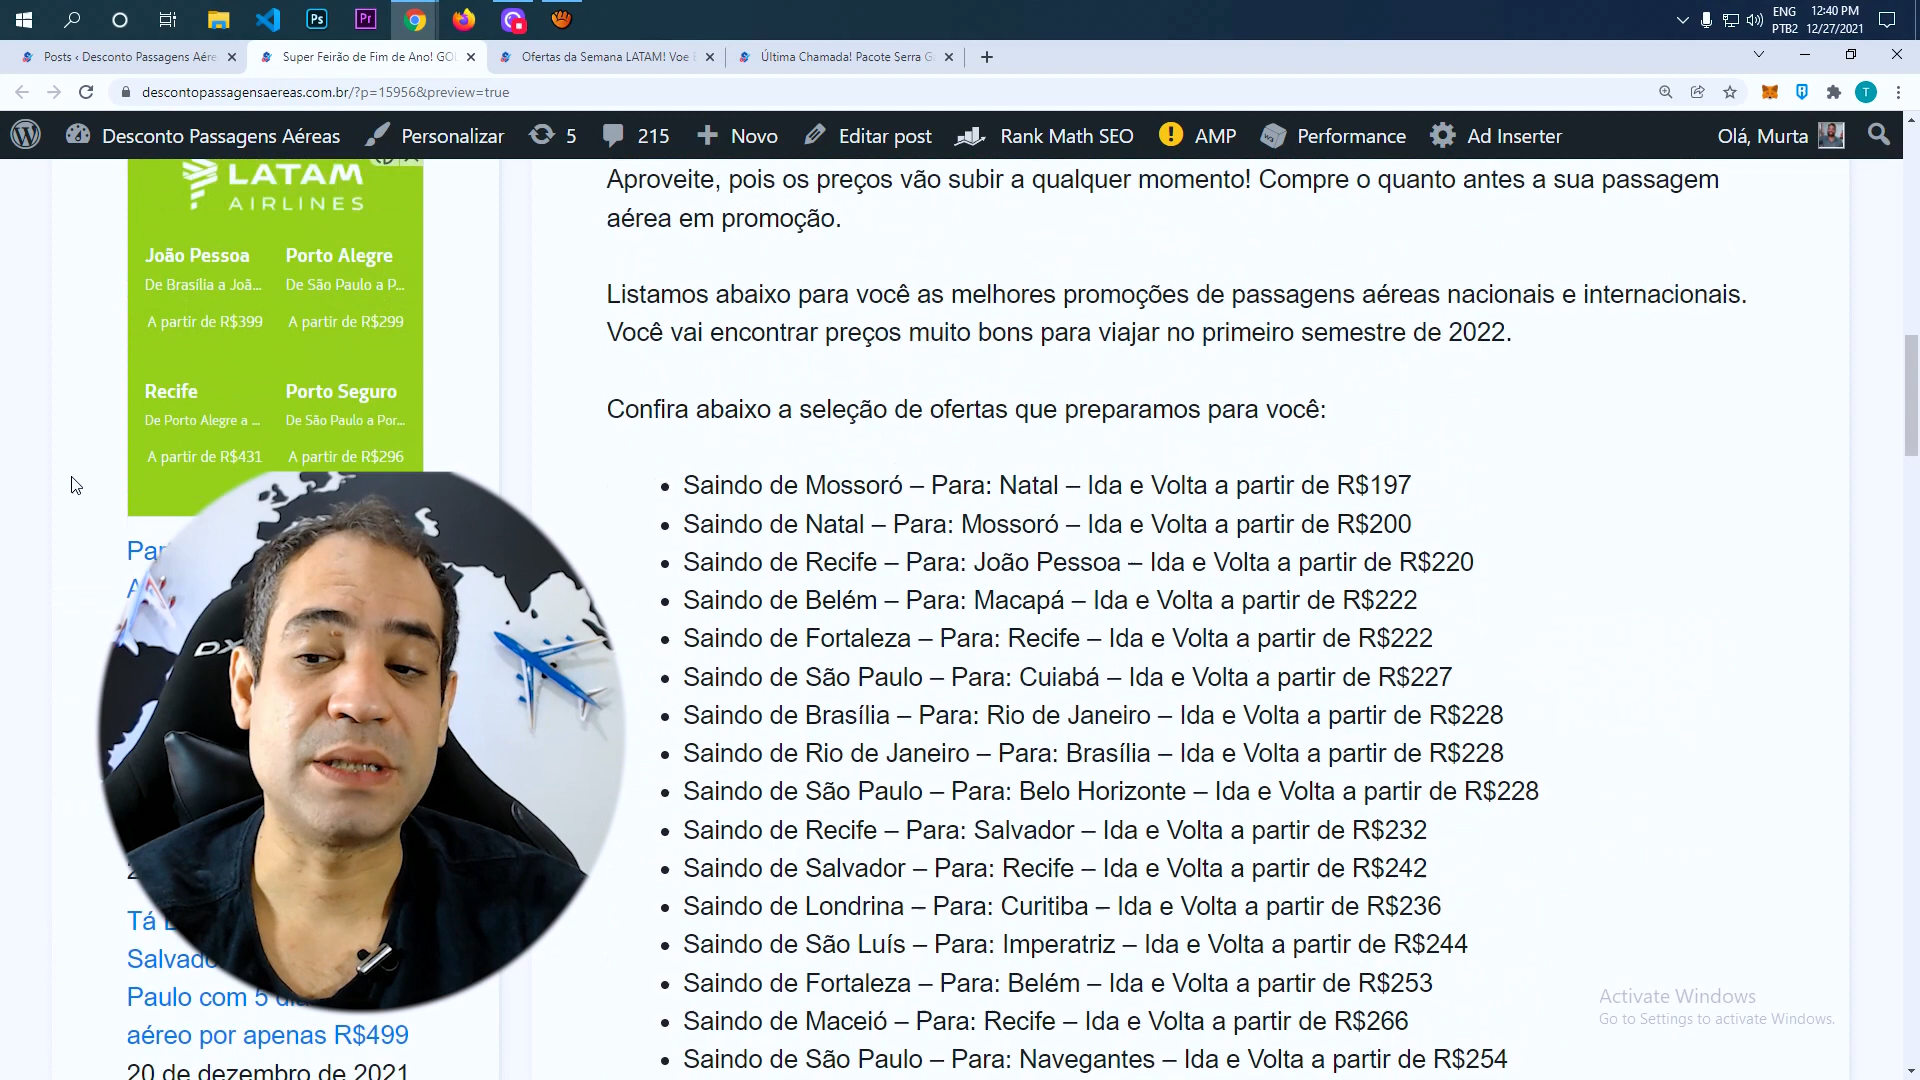 ENG
12:40 PM
PTB2
12/27/2021
Posts ‹ Desconto Passagens Aére
Super Feirão de Fim de Ano! GOL
Ofertas da Semana LATAM! Voe
Última Chamada! Pacote Serra G
descontopassagensaereas.com.br/?p=15956&preview=true
T
Desconto Passagens Aéreas
Personalizar
5
215
Novo
Editar post
Rank Math SEO
AMP
Performance
Ad Inserter
Olá, Murta
LATAM
AIRLINES
João Pessoa
Porto Alegre
De Brasília a Joã...
De São Paulo a P...
A partir de R$399
A partir de R$299
Recife
Porto Seguro
De Porto Alegre a ...
De São Paulo a Por...
A partir de R$431
A partir de R$296
Salvado
Paulo com 5
aéreo por apenas R$499
20 de dezembro de 2021
Aproveite, pois os preços vão subir a qualquer momento! Compre o quanto antes a sua passagem
aérea em promoção.
Listamos abaixo para você as melhores promoções de passagens aéreas nacionais e internacionais.
Você vai encontrar preços muito bons para viajar no primeiro semestre de 2022.
Confira abaixo a seleção de ofertas que preparamos para você:
Saindo de Mossoró – Para: Natal – Ida e Volta a partir de R$197
Saindo de Natal – Para: Mossoró – Ida e Volta a partir de R$200
Saindo de Recife – Para: João Pessoa – Ida e Volta a partir de R$220
Saindo de Belém – Para: Macapá – Ida e Volta a partir de R$222
Saindo de Fortaleza – Para: Recife – Ida e Volta a partir de R$222
Saindo de São Paulo – Para: Cuiabá – Ida e Volta a partir de R$227
Saindo de Brasília – Para: Rio de Janeiro – Ida e Volta a partir de R$228
Saindo de Rio de Janeiro – Para: Brasília – Ida e Volta a partir de R$228
Saindo de São Paulo – Para: Belo Horizonte – Ida e Volta a partir de R$228
Saindo de Recife – Para: Salvador – Ida e Volta a partir de R$232
Saindo de Salvador – Para: Recife – Ida e Volta a partir de R$242
Saindo de Londrina – Para: Curitiba – Ida e Volta a partir de R$236
Saindo de São Luís – Para: Imperatriz – Ida e Volta a partir de R$244
Saindo de Fortaleza – Para: Belém – Ida e Volta a partir de R$253
Saindo de Maceió – Para: Recife – Ida e Volta a partir de R$266
Saindo de São Paulo – Para: Navegantes – Ida e Volta a partir de R$254
Activate Windows
Go to Settings to activate Windows.